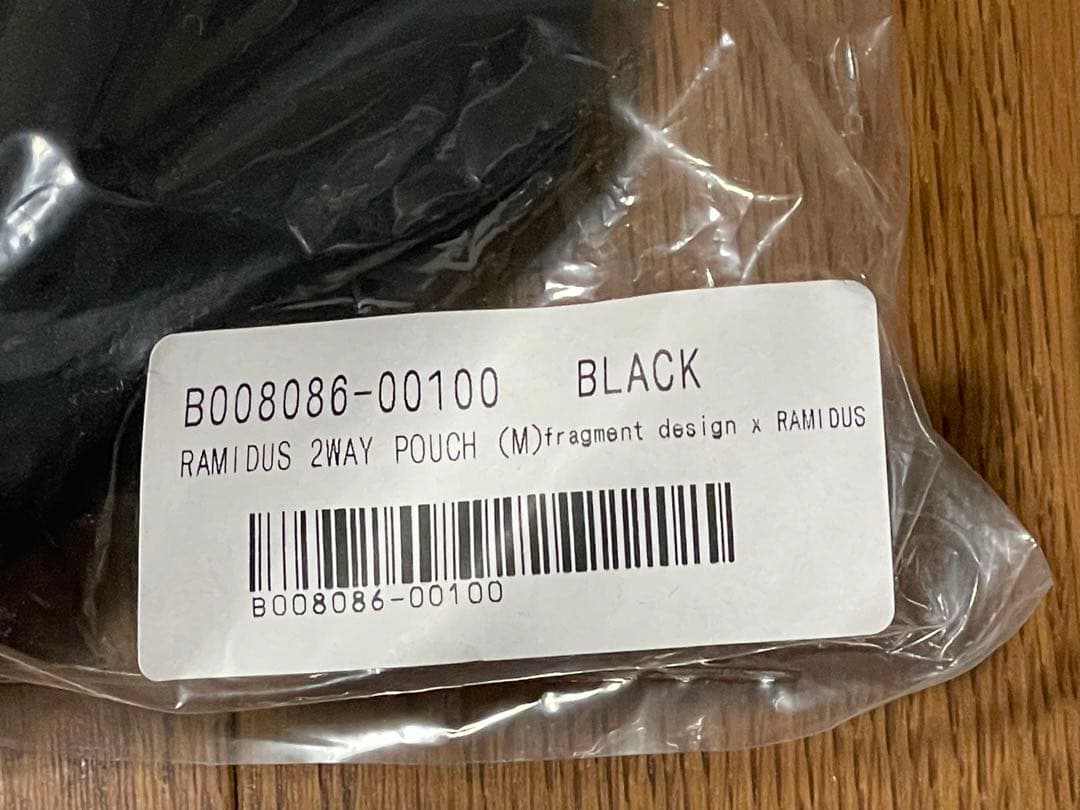 B008086-00100 BLACK
RAMIDUS 2WAY POUCH (M)fragment design x RAMIDUS
B008086-00100